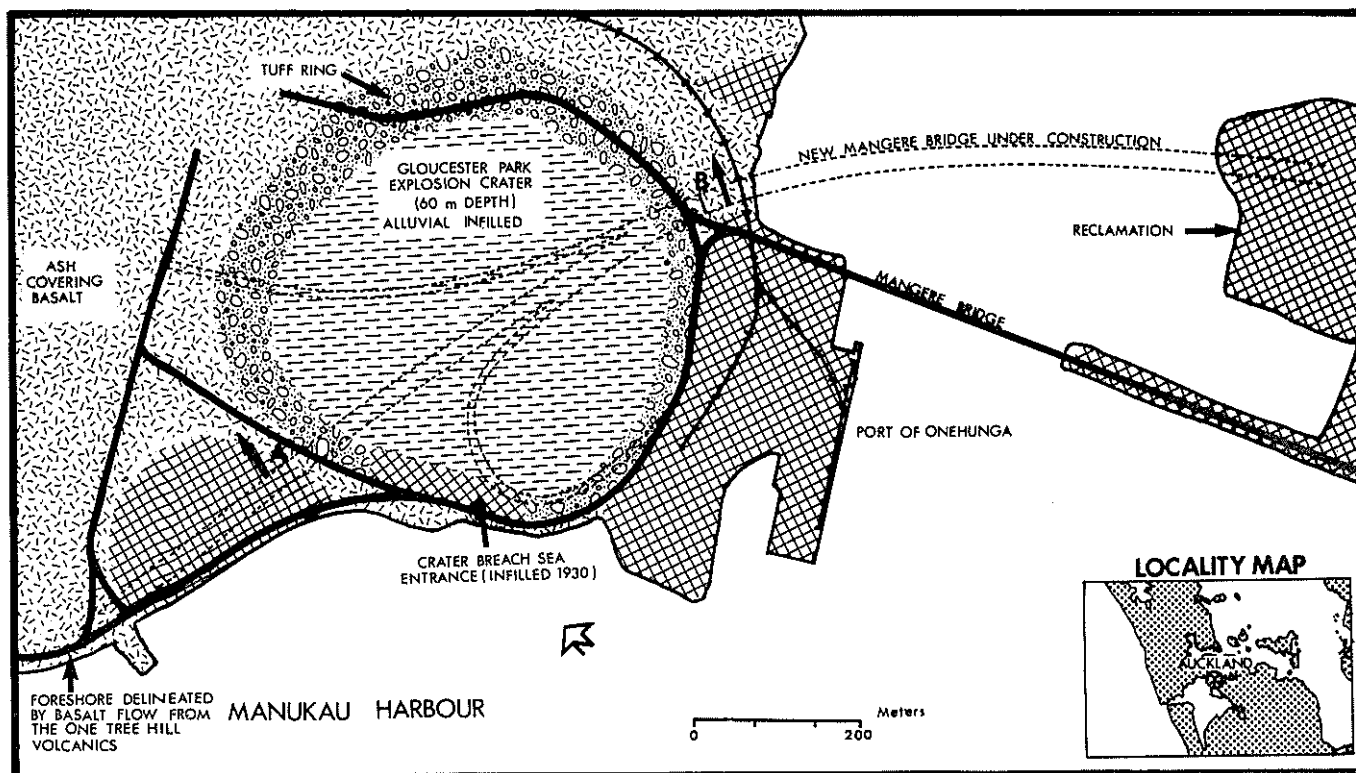 TUFF RING
GLOUCESTER PARK
EXPLOSION CRATER
(60 m DEPTH)
ALLUVIAL INFILLED
B
NEW MANGERE BRIDGE UNDER CONSTRUCTION
RECLAMATION
ASH
COVERING
BASALT
MANGERE BRIDGE
A
PORT OF ONEHUNGA
CRATER BREACH SEA
ENTRANCE (INFILLED 1930)
FORESHORE DELINEATED
BY BASALT FLOW FROM
THE ONE TREE HILL
VOLCANICS
MANUKAU HARBOUR
Meters
0 200
LOCALITY MAP
AUCKLAND